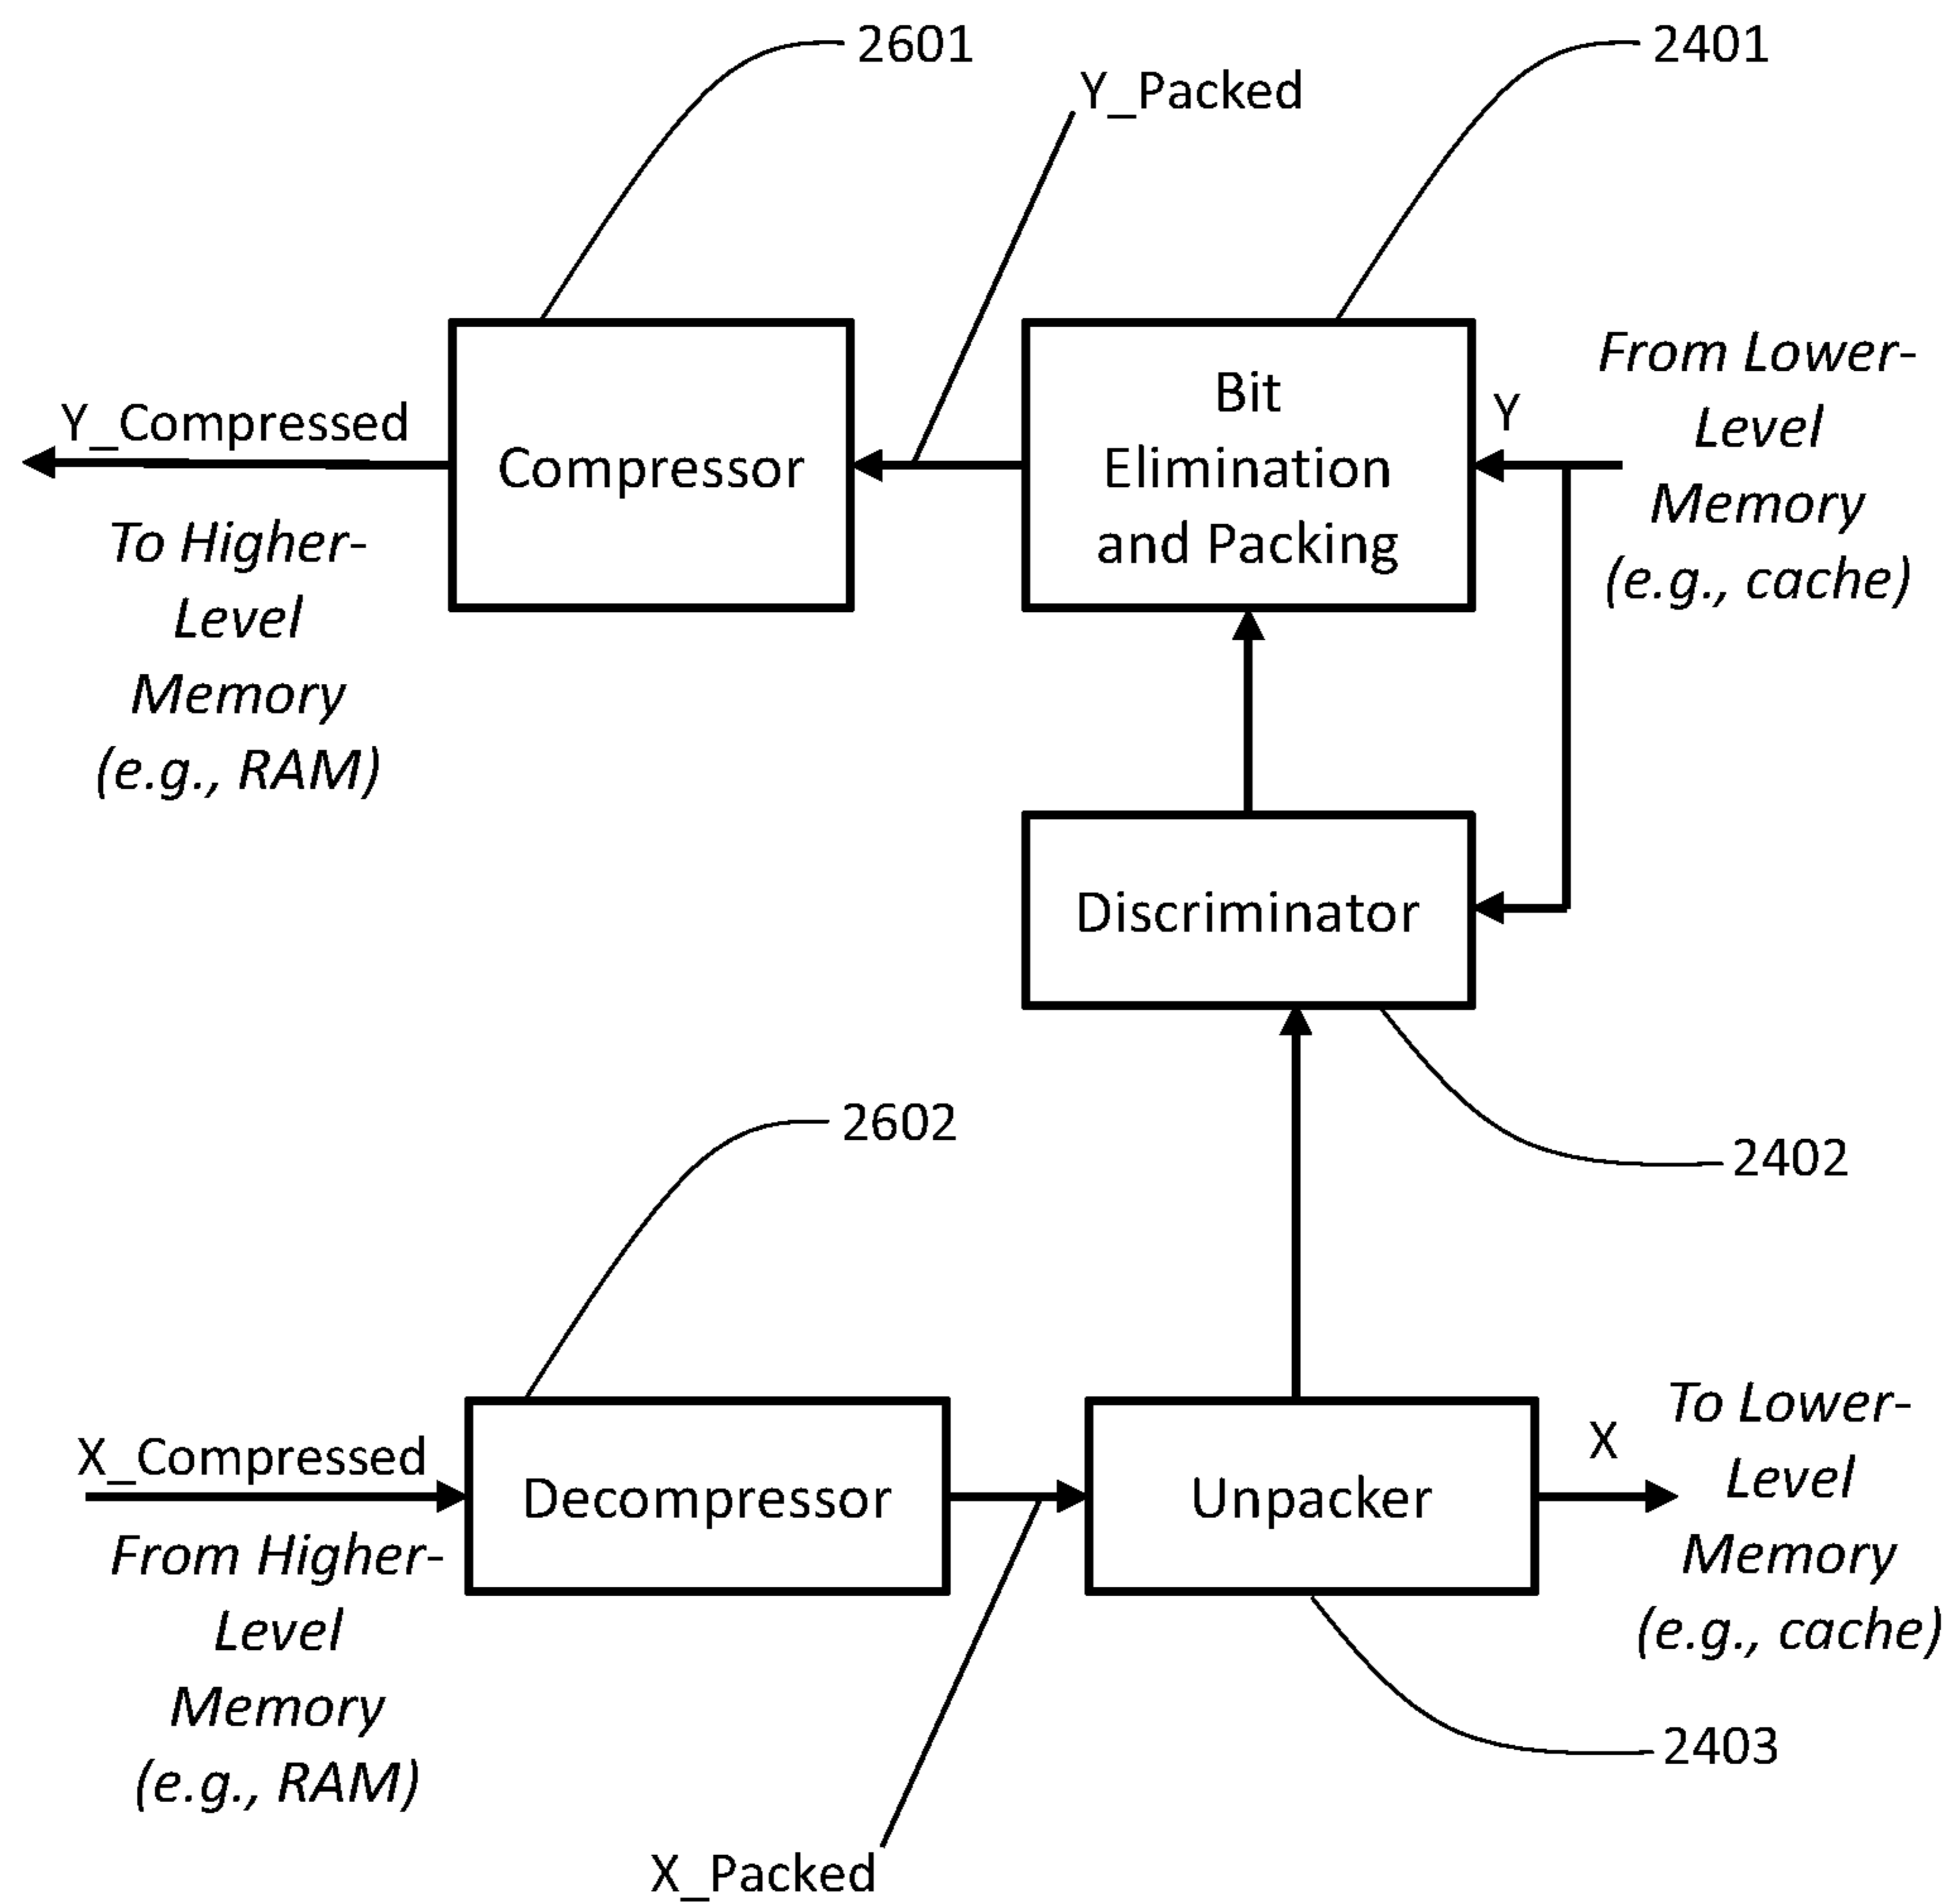 2601
2401
Y_Packed
Y_Compressed
To Higher-
Level
Memory
(e.g., RAM)
Compressor
Bit
Elimination
and Packing
Y
From Lower-
Level
Memory
(e.g., cache)
Discriminator
2402
2602
X_Compressed
From Higher-
Level
Memory
(e.g., RAM)
Decompressor
Unpacker
X
To Lower-
Level
Memory
(e.g., cache)
2403
X_Packed